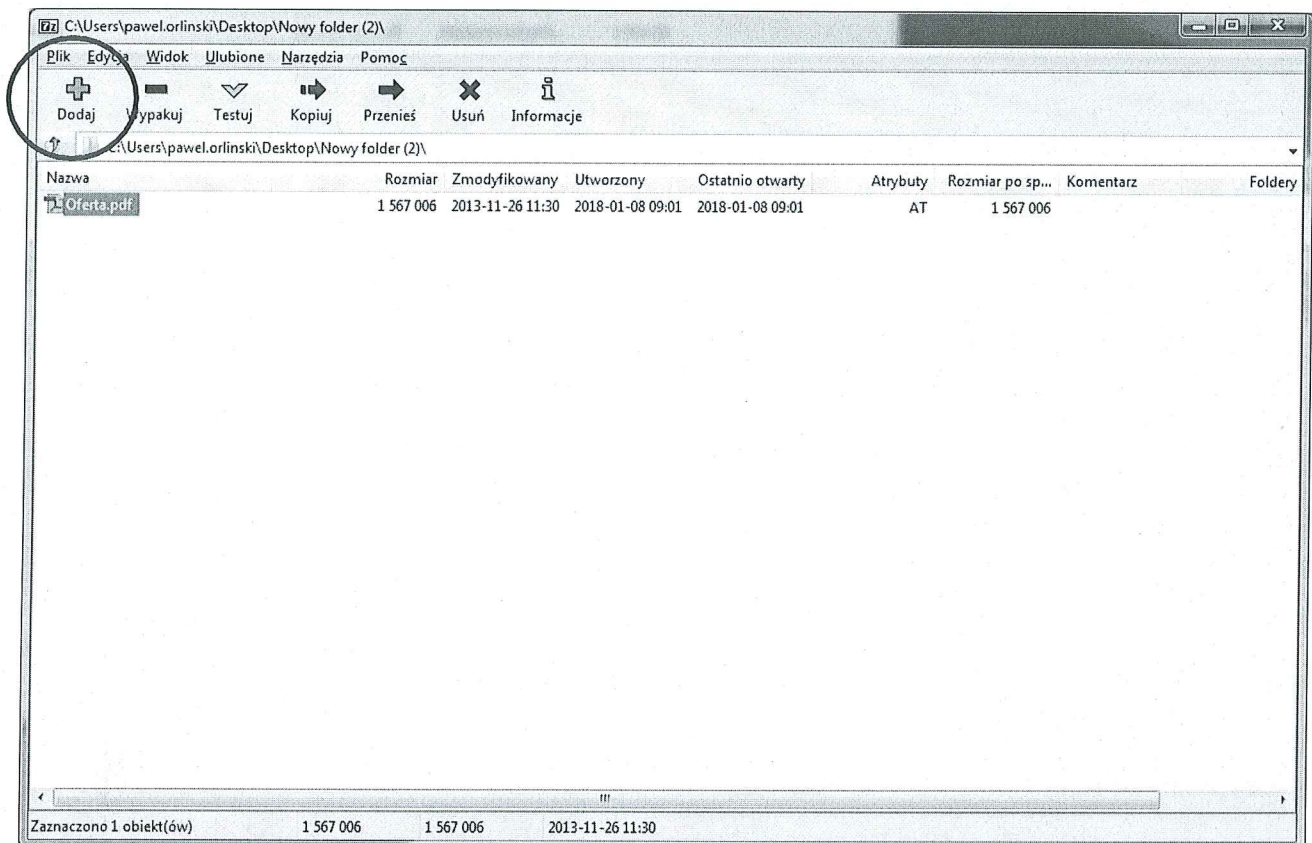 7z C:\Users\pawel.orlinski\Desktop\Nowy folder (2)\
Plik Edycja Widok Ulubione Narzędzia Pomoc
Dodaj Wypakuj Testuj Kopiuj Przenieś Usuń Informacje
C:\Users\pawel.orlinski\Desktop\Nowy folder (2)\
Nazwa Rozmiar Zmodyfikowany Utworzony Ostatnio otwarty Atrybuty Rozmiar po sp... Komentarz Foldery
Oferta.pdf 1 567 006 2013-11-26 11:30 2018-01-08 09:01 2018-01-08 09:01 AT 1 567 006
Zaznaczono 1 obiekt(ów) 1 567 006 1 567 006 2013-11-26 11:30